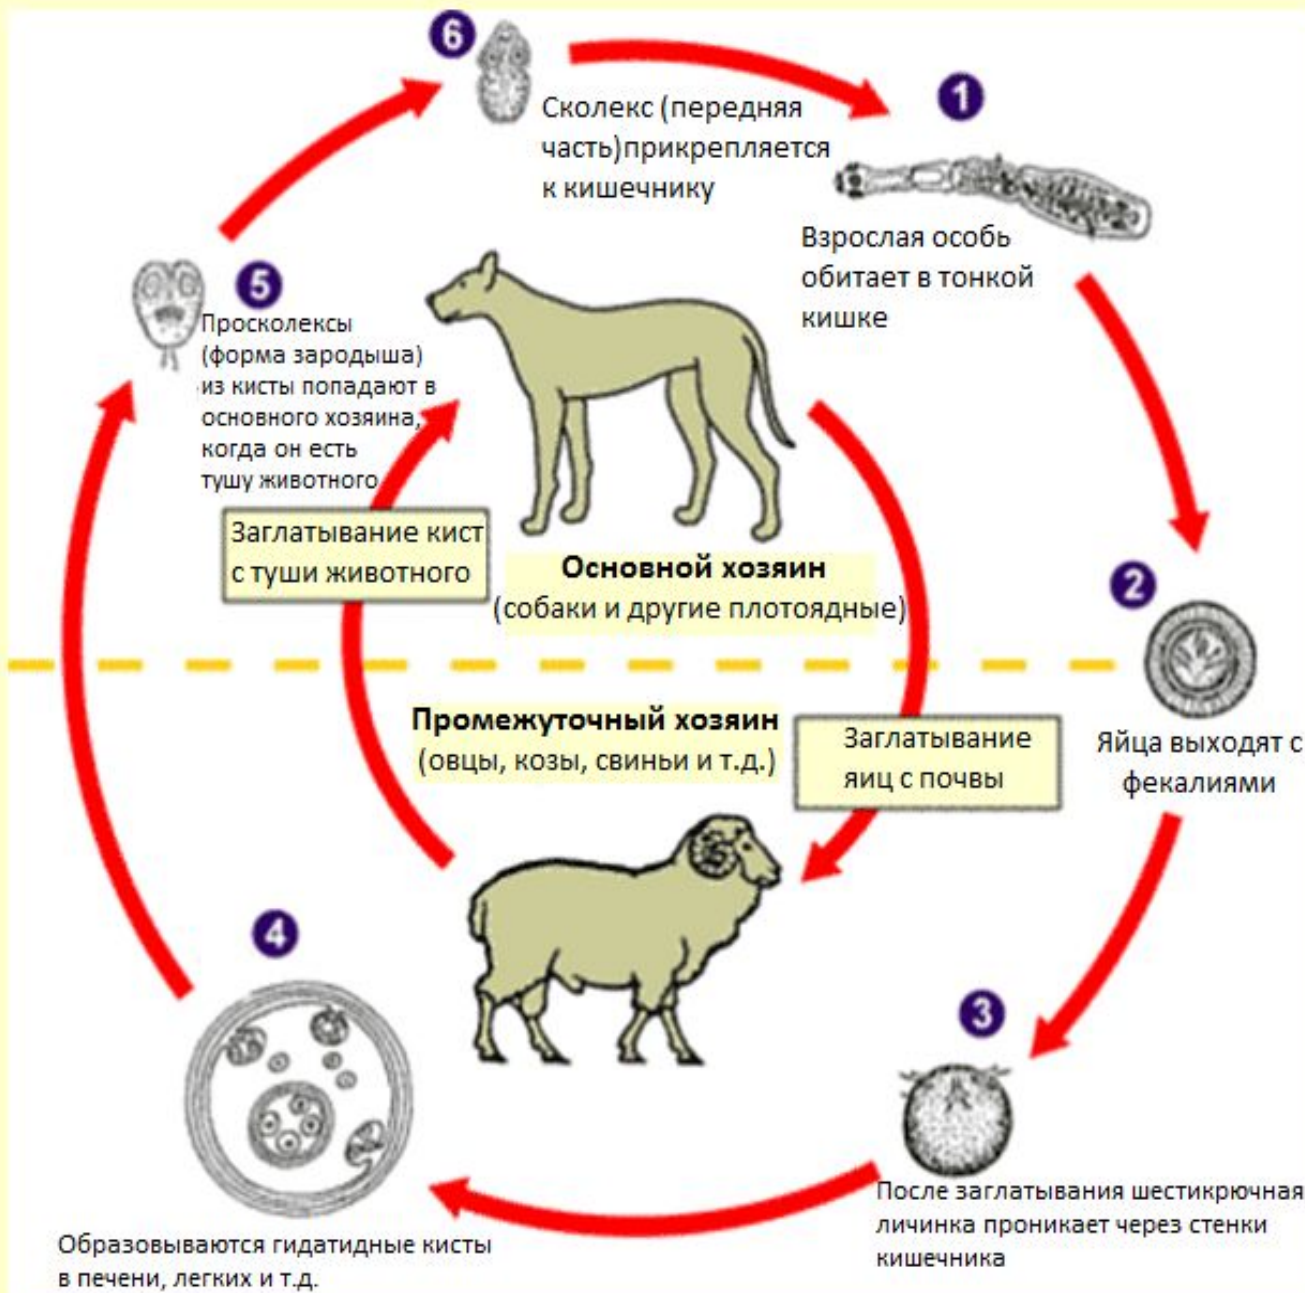 6
Сколекс (передняя
часть)прикрепляется
к кишечнику
1
Взрослая особь
обитает в тонкой
кишке
5
Просколексы
(форма зародыша)
из кисты попадают в
основного хозяина,
когда он есть
тушу животного
Заглатывание кист
с туши животного
Основной хозяин
(собаки и другие плотоядные)
2
Яйца выходят с
фекалиями
Промежуточный хозяин
(овцы, козы, свиньи и т.д.)
Заглатывание
яиц с почвы
4
Образовываются гидатидные кисты
в печени, легких и т.д.
3
После заглатывания шестикрючная
личинка проникает через стенки
кишечника